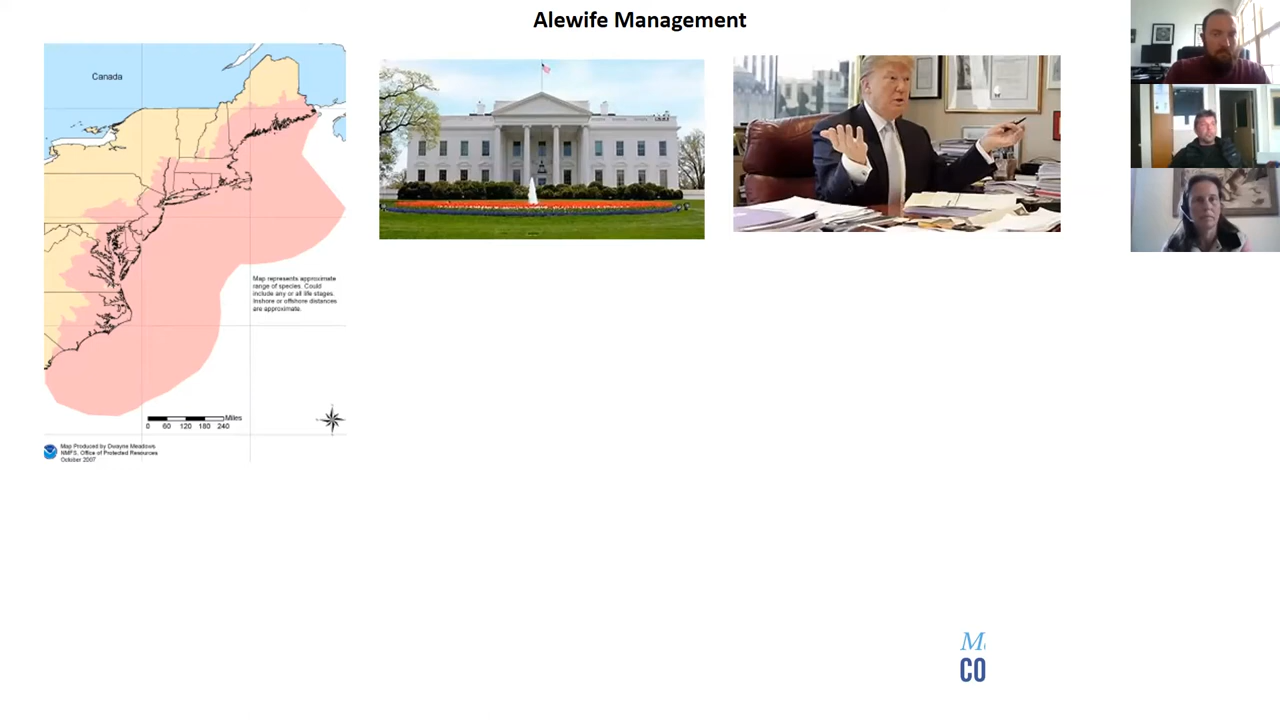 Alewife Management
Canada
Map represents approximate
range of species. Could
include any or all life stages.
Inshore or offshore distances
are approximate.
Miles
0 60 120 180 240
Map Produced by Dwayne Meadows
NMFS, Office of Protected Resources
October 2007
M
CO